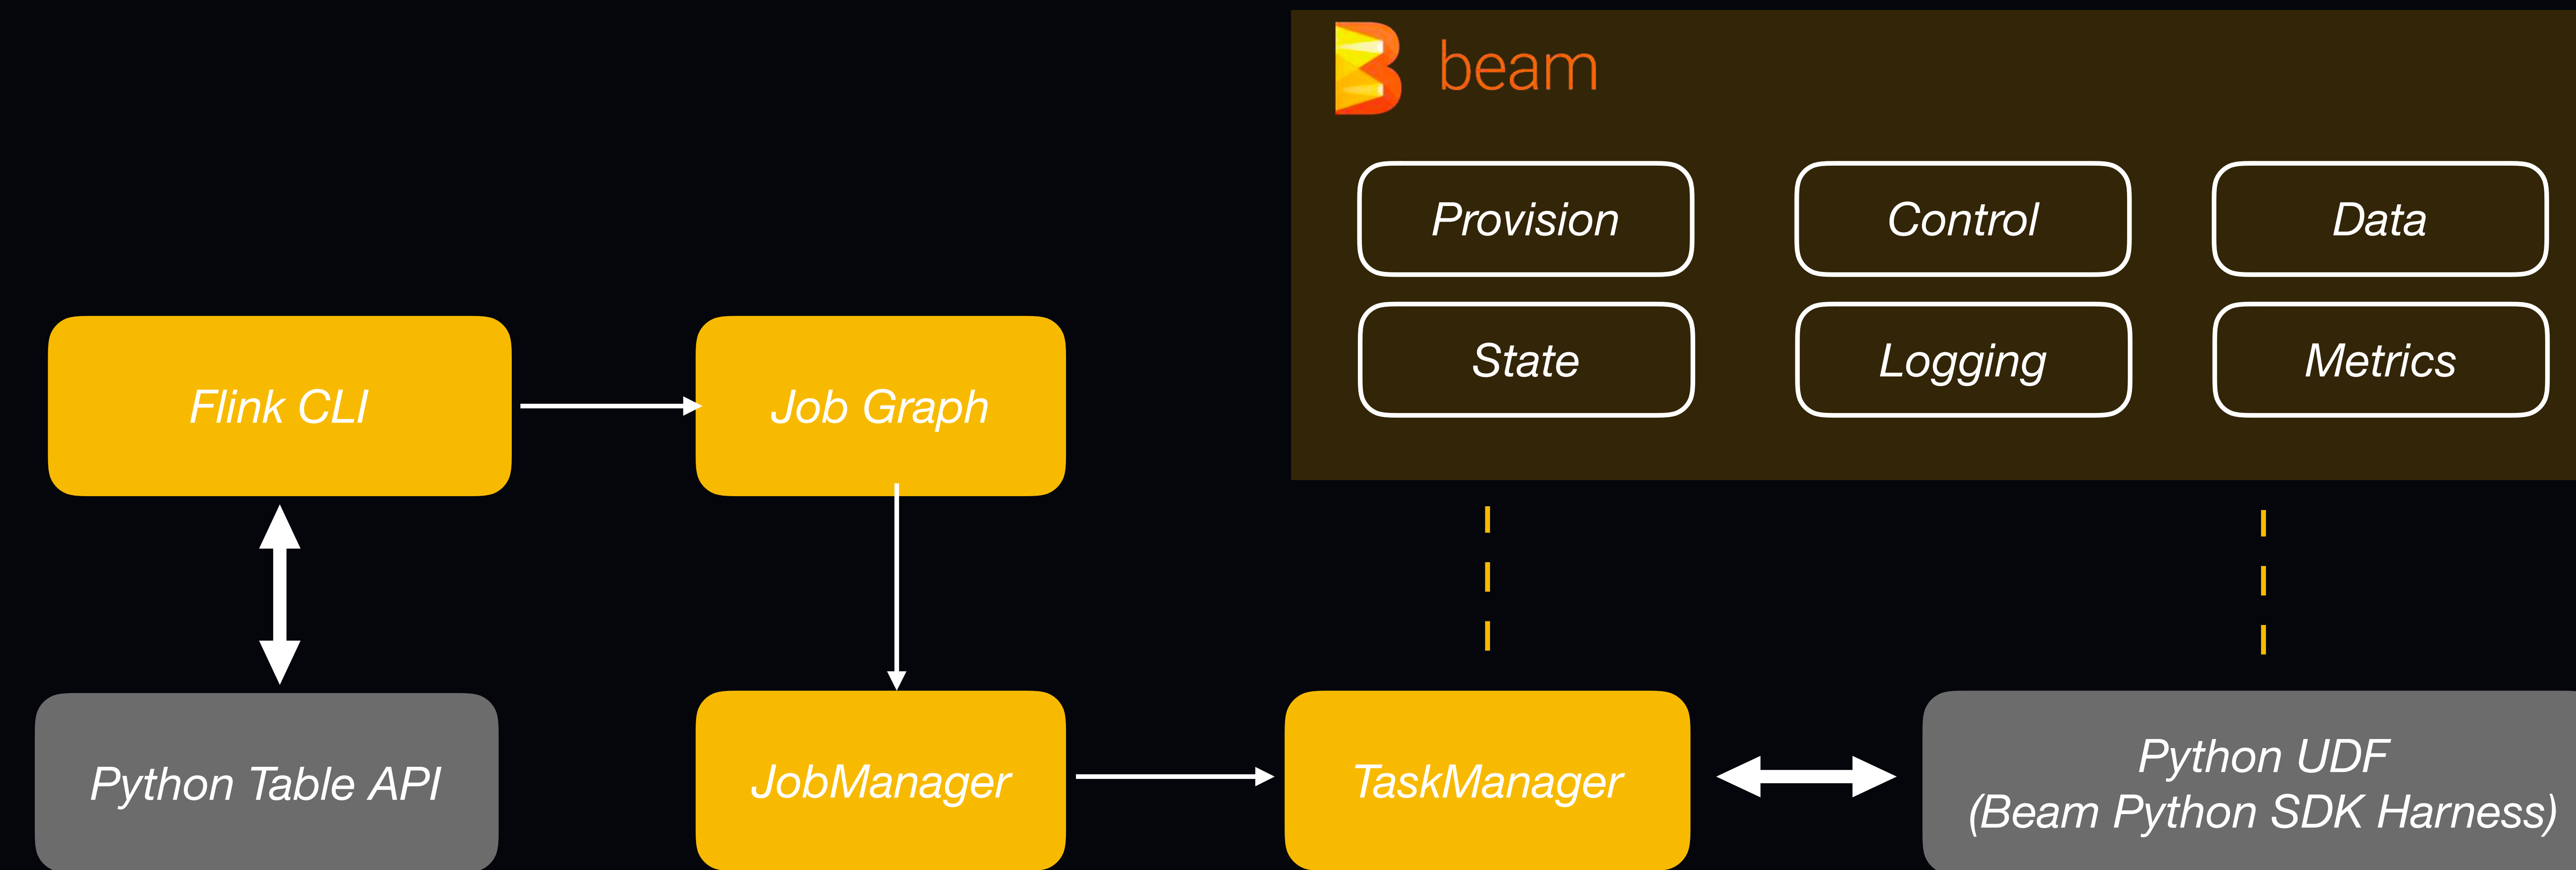 beam
Provision
Control
Data
State
Logging
Metrics
Flink CLI
Job Graph
Python Table API
JobManager
TaskManager
Python UDF
(Beam Python SDK Harness)